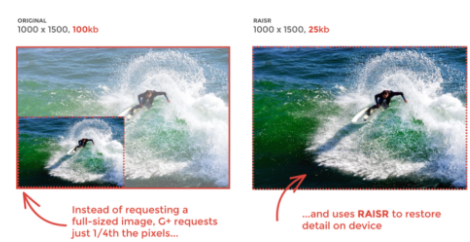 ORIGINAL
1000 x 1500, 100kb
RAISR
1000 x 1500, 25kb
Instead of requesting a
full-sized image, G+ requests
just 1/4th the pixels...
...and uses RAISR to restore
detail on device